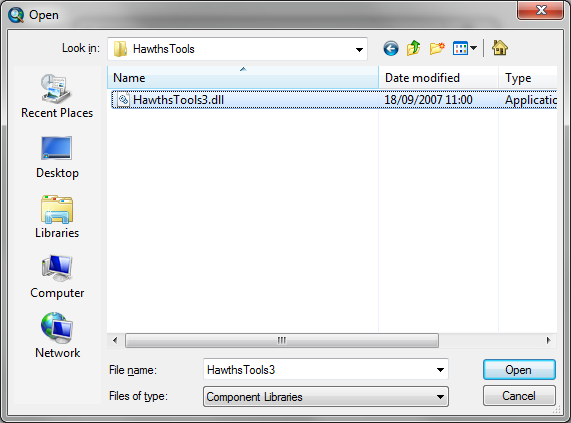 Open
Look in: HawthsTools
Name Date modified Type
HawthsTools3.dll 18/09/2007 11:00 Applicatic
Recent Places
Desktop
Libraries
Computer
Network
File name: HawthsTools3 Open
Files of type: Component Libraries Cancel